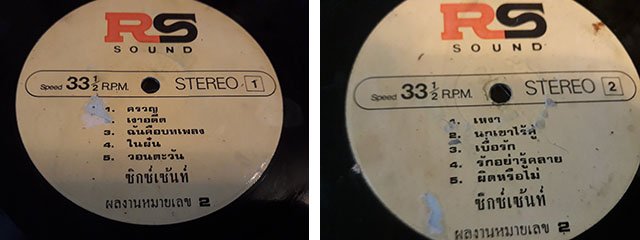 RS
SOUND
Speed 33 1/2 R.P.M. STEREO 1
1. ครวญ
2. เงาอดีต
3. ฉันคือบทเพลง
4. ในฝัน
5. วอนตะวัน
ซิกซ์เซ้นท์
ผลงานหมายเลข 2
RS
SOUND
Speed 33 1/2 R.P.M. STEREO 2
1. เหงา
2. นกเขาไร้คู่
3. เบื่อรัก
4. รักอย่ารู้คลาย
5. ผิดหรือไม่
ซิกซ์เซ้นท์
ผลงานหมายเลข 2